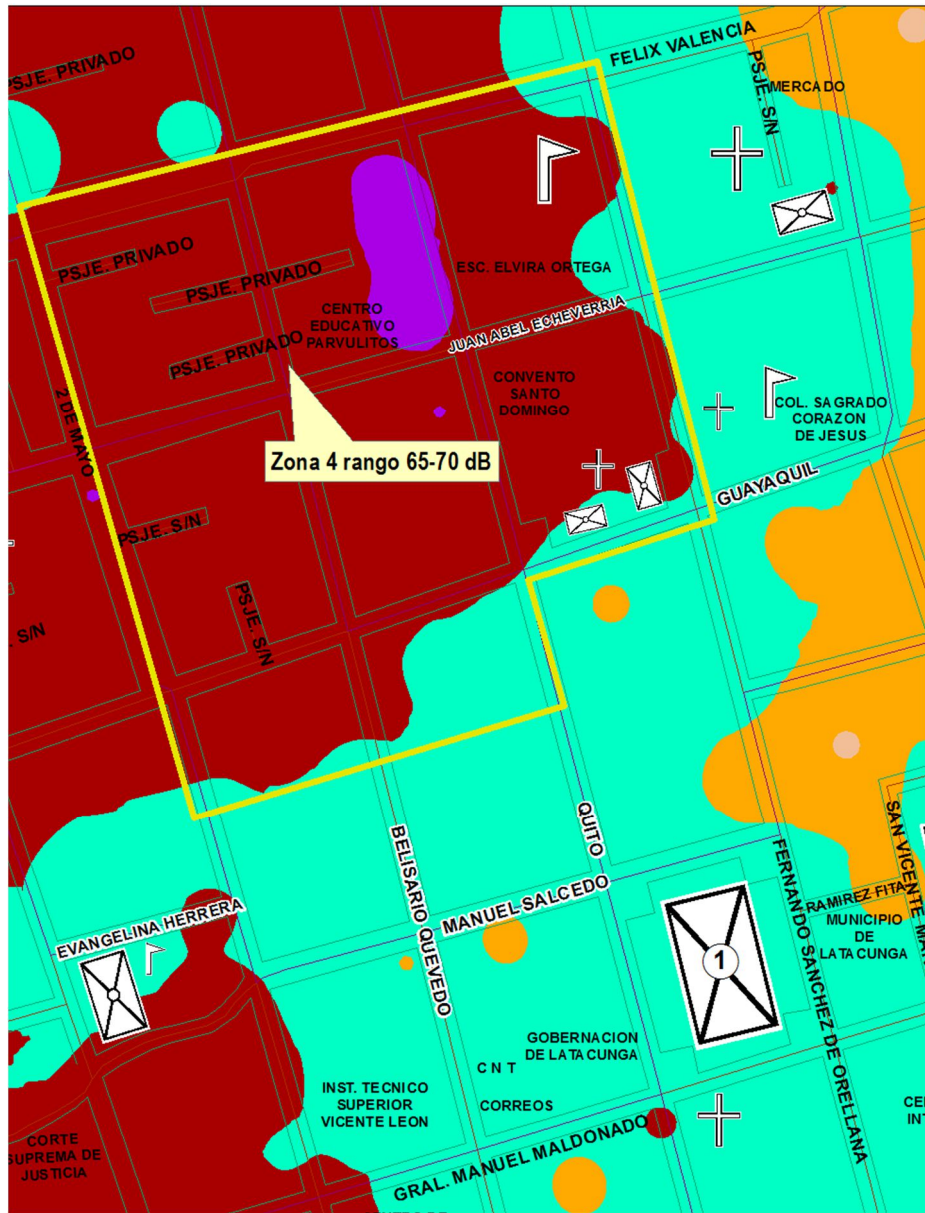 FELIX VALENCIA
PSJE. PRIVADO
PSJE. S/N
MERCADO
PSJE. PRIVADO
PSJE. PRIVADO
ESC. ELVIRA ORTEGA
CENTRO
EDUCATIVO
PARVULITOS
JUAN ABEL ECHEVERRIA
PSJE. PRIVADO
CONVENTO
SANTO
DOMINGO
2 DE MAYO
COL. SAGRADO
CORAZON
DE JESUS
Zona 4 rango 65-70 dB
GUAYAQUIL
PSJE. S/N
PSJE. S/N
S/N
BELISARIO QUEVEDO
QUITO
MANUEL SALCEDO
FERNANDO SANCHEZ DE ORELLANA
SAN VICENTE MA
RAMIREZ FITA
MUNICIPIO
DE
LATACUNGA
EVANGELINA HERRERA
1
GOBERNACION
DE LATACUNGA
C N T
CORREOS
INST. TECNICO
SUPERIOR
VICENTE LEON
CORTE
SUPREMA DE
JUSTICIA
GRAL. MANUEL MALDONADO
CE
INT